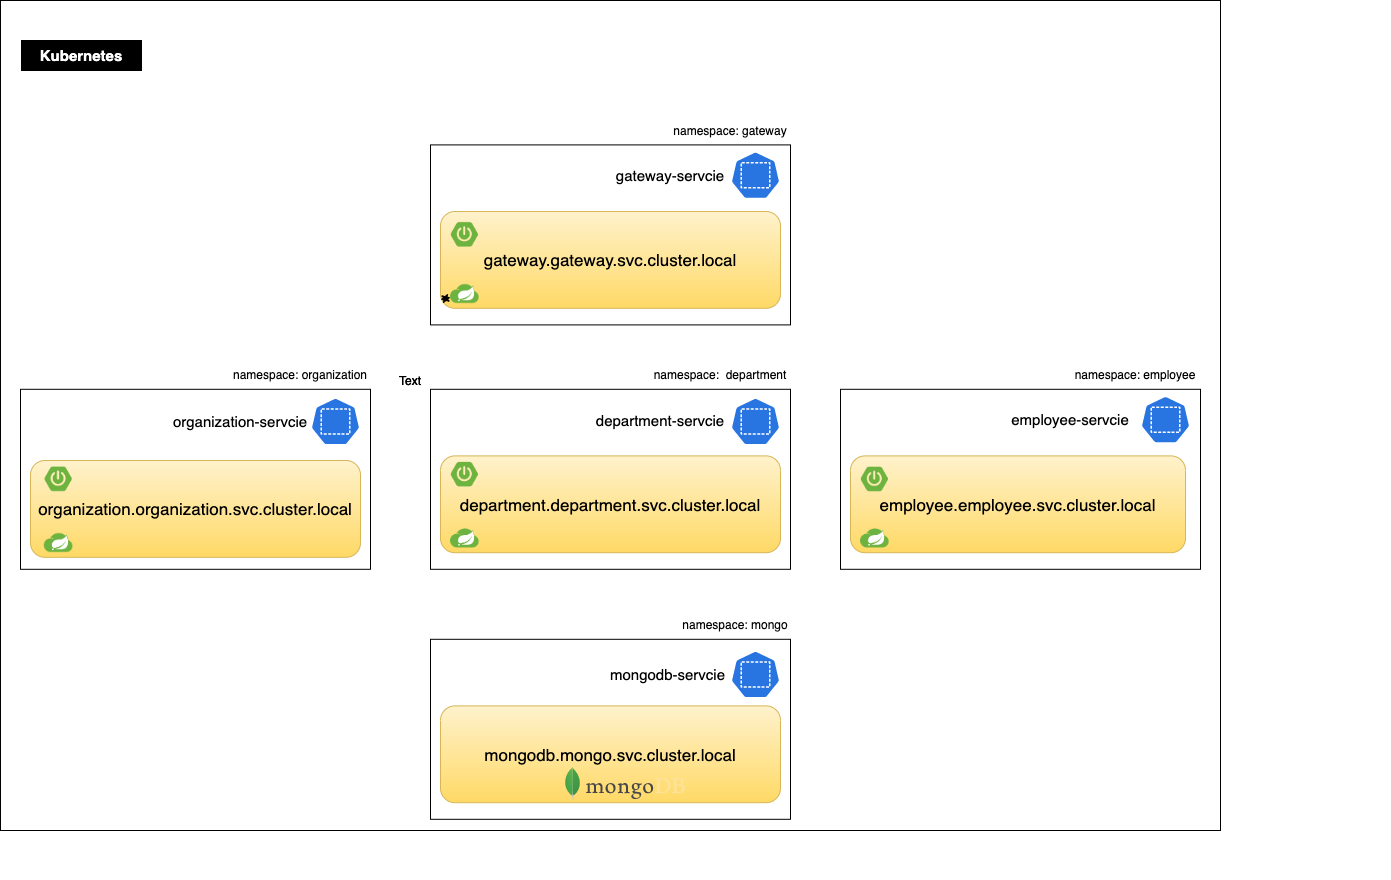 Kubernetes
namespace: gateway
gateway-servcie
gateway.gateway.svc.cluster.local
namespace: organization
organization-servcie
organization.organization.svc.cluster.local
Text
namespace: department
department-servcie
department.department.svc.cluster.local
namespace: employee
employee-servcie
employee.employee.svc.cluster.local
namespace: mongo
mongodb-servcie
mongodb.mongo.svc.cluster.local
mongoDB